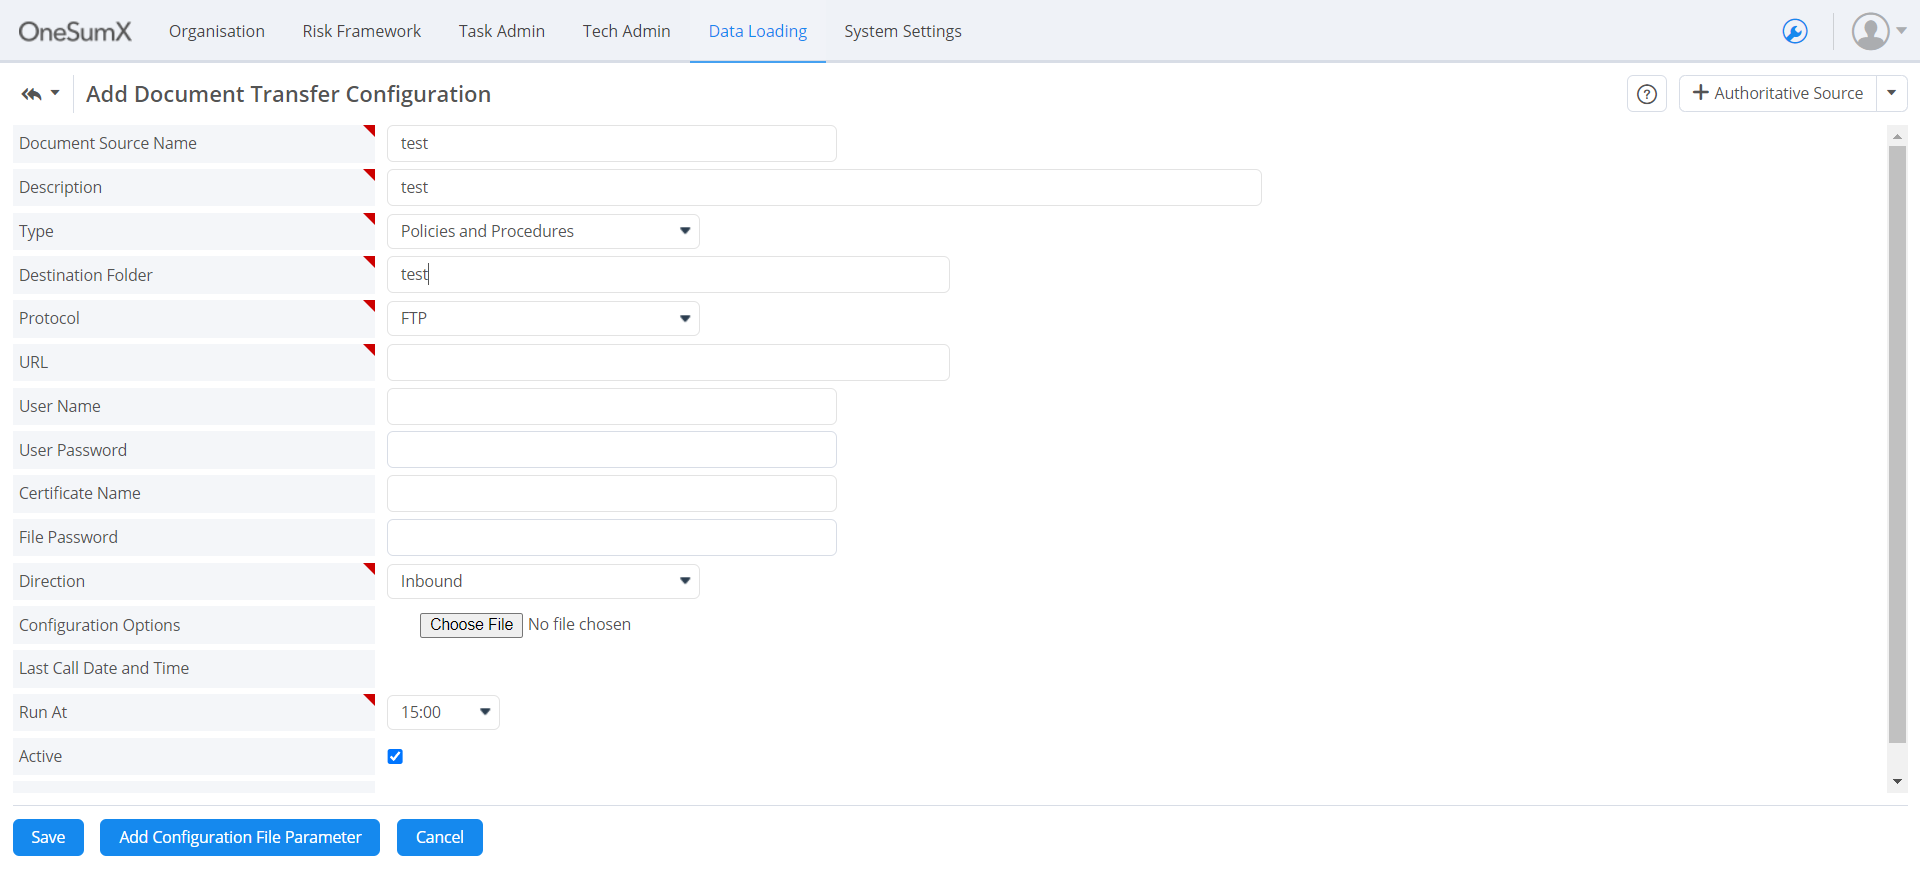 OneSumX Organisation Risk Framework Task Admin Tech Admin Data Loading System Settings
Add Document Transfer Configuration ? + Authoritative Source
Document Source Name test
Description test
Type Policies and Procedures
Destination Folder test
Protocol FTP
URL
User Name
User Password
Certificate Name
File Password
Direction Inbound
Configuration Options Choose File No file chosen
Last Call Date and Time
Run At 15:00
Active
Save Add Configuration File Parameter Cancel